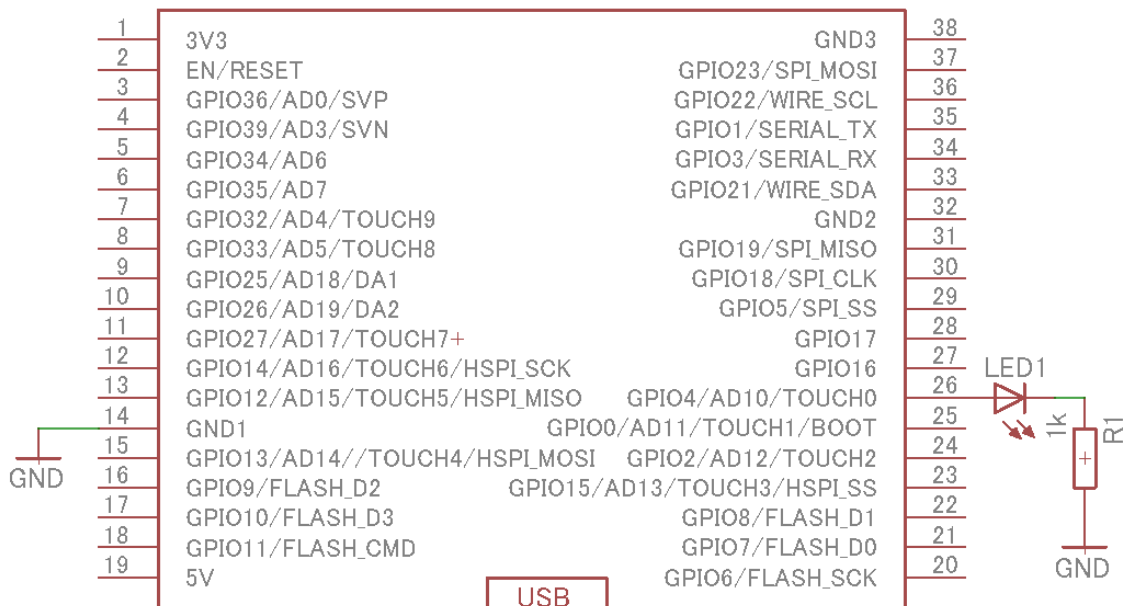 1 3V3 GND3 38
2 EN/RESET GPIO23/SPI_MOSI 37
3 GPIO36/AD0/SVP GPIO22/WIRE_SCL 36
4 GPIO39/AD3/SVN GPIO1/SERIAL_TX 35
5 GPIO34/AD6 GPIO3/SERIAL_RX 34
6 GPIO35/AD7 GPIO21/WIRE_SDA 33
7 GPIO32/AD4/TOUCH9 GND2 32
8 GPIO33/AD5/TOUCH8 GPIO19/SPI_MISO 31
9 GPIO25/AD18/DA1 GPIO18/SPI_CLK 30
10 GPIO26/AD19/DA2 GPIO5/SPI_SS 29
11 GPIO27/AD17/TOUCH7 GPIO17 28
12 GPIO14/AD16/TOUCH6/HSPI_SCK GPIO16 27 LED1
13 GPIO12/AD15/TOUCH5/HSPI_MISO GPIO4/AD10/TOUCH0 26
14 GND1 GPIO0/AD11/TOUCH1/BOOT 25 1k R1
15 GPIO13/AD14//TOUCH4/HSPI_MOSI GPIO2/AD12/TOUCH2 24
GND 16 GPIO9/FLASH_D2 GPIO15/AD13/TOUCH3/HSPI_SS 23
17 GPIO10/FLASH_D3 GPIO8/FLASH_D1 22
18 GPIO11/FLASH_CMD GPIO7/FLASH_D0 21
19 5V GPIO6/FLASH_SCK 20 GND
USB